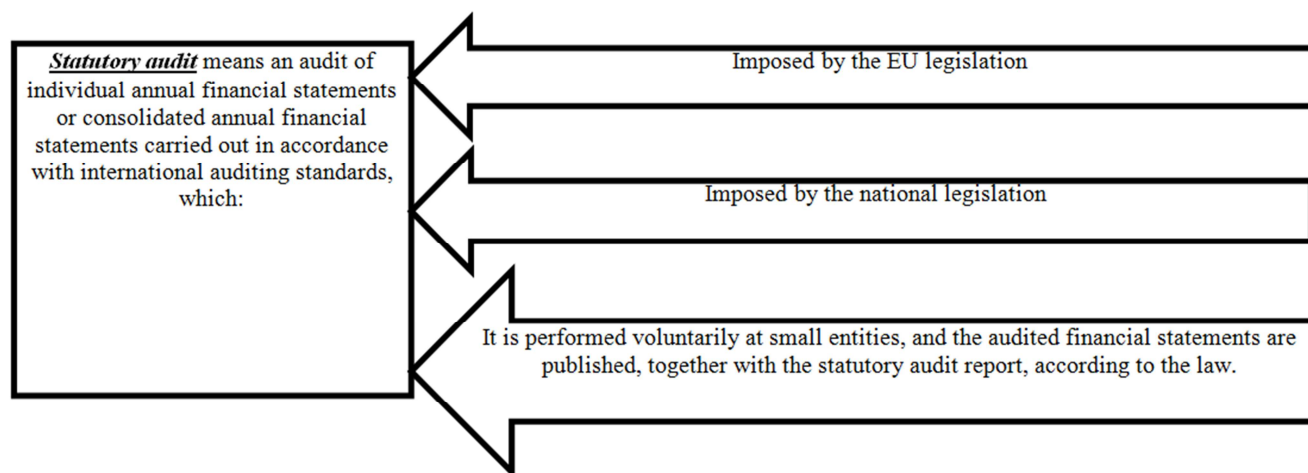 Statutory audit means an audit of
individual annual financial statements
or consolidated annual financial
statements carried out in accordance
with international auditing standards,
which:
Imposed by the EU legislation
Imposed by the national legislation
It is performed voluntarily at small entities, and the audited financial statements are
published, together with the statutory audit report, according to the law.